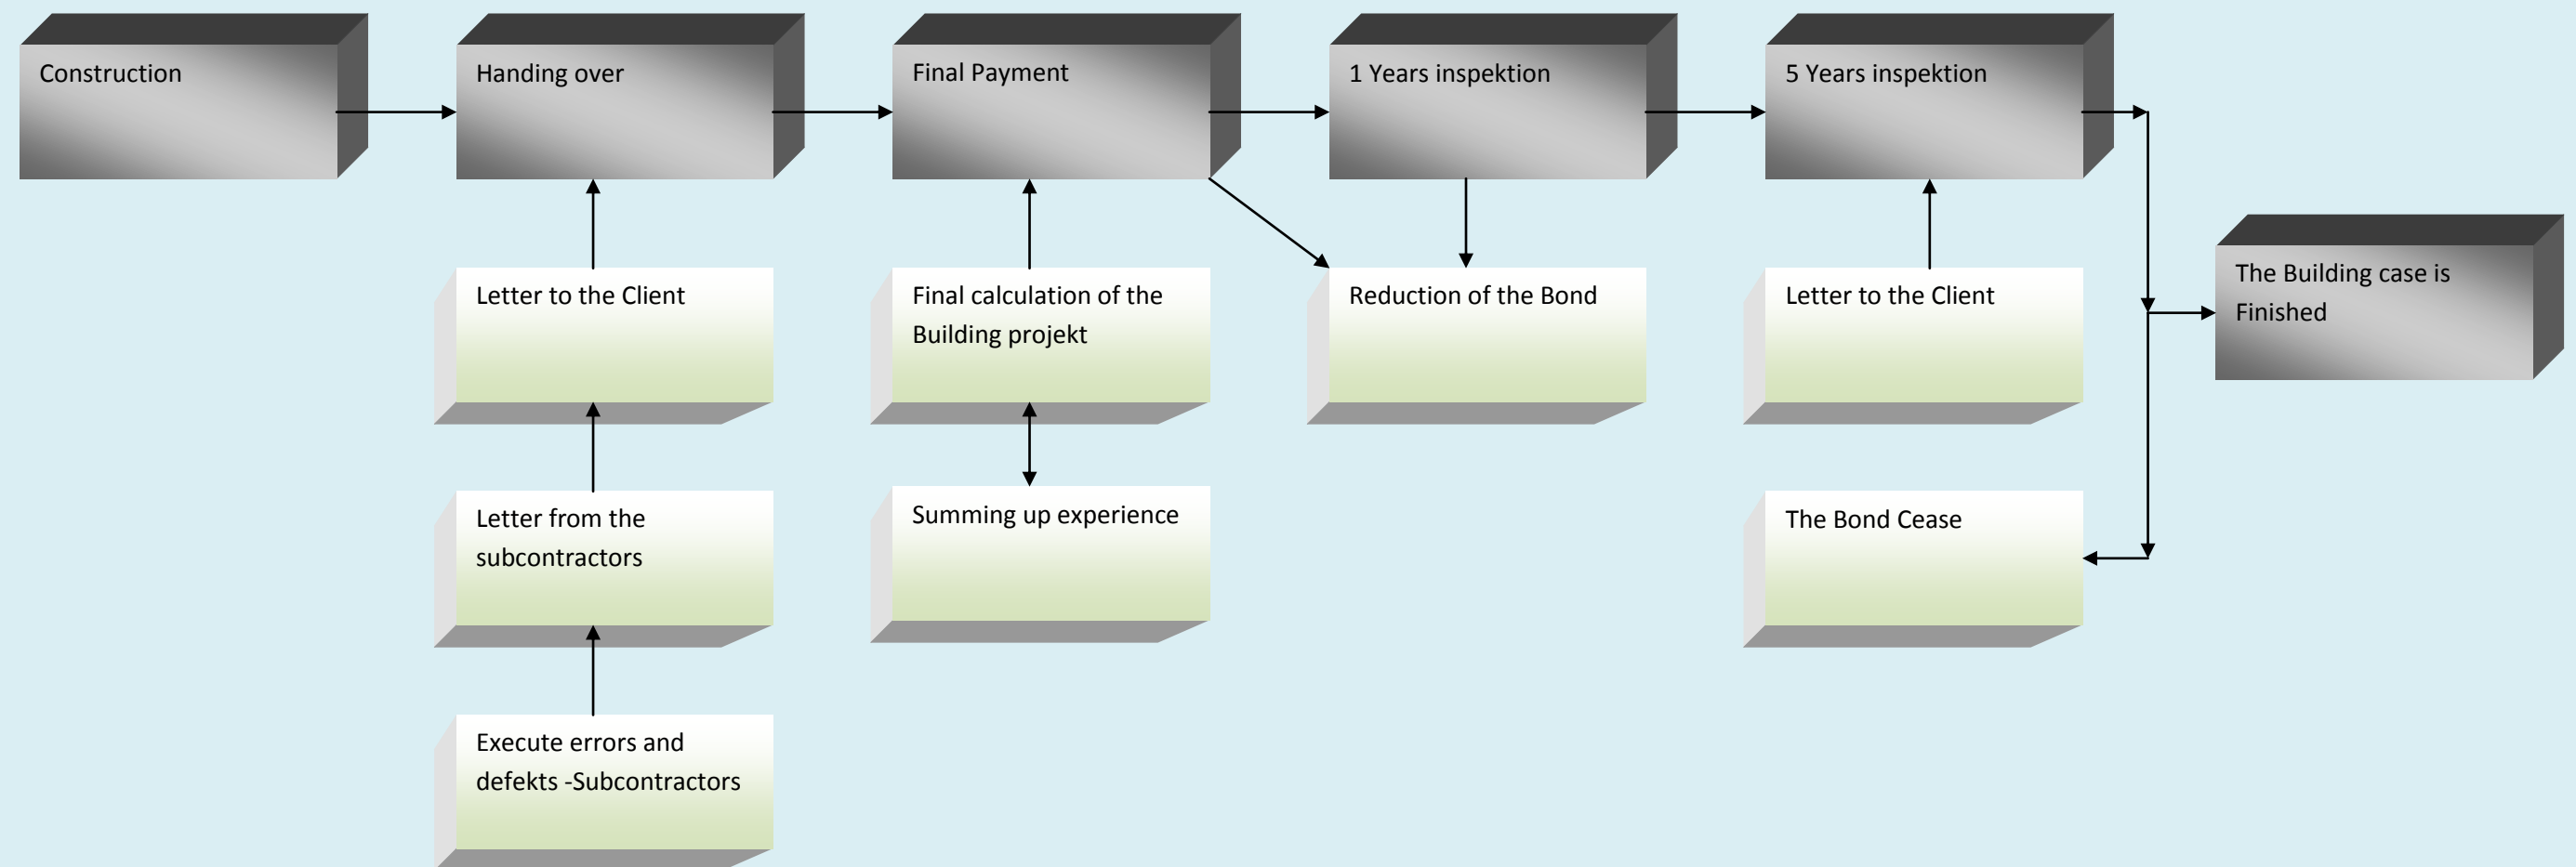 Construction
Handing over
Final Payment
1 Years inspektion
5 Years inspektion
The Building case is
Finished
Letter to the Client
Final calculation of the
Building projekt
Reduction of the Bond
Letter to the Client
Letter from the
subcontractors
Summing up experience
The Bond Cease
Execute errors and
defekts -Subcontractors